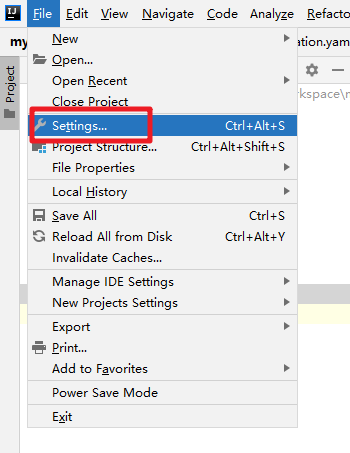 IJ File Edit View Navigate Code Analyze Refacto
my
ation.yam
Project
rkspace\r
New
Open...
Open Recent
Close Project
Settings... Ctrl+Alt+S
Project Structure... Ctrl+Alt+Shift+S
File Properties
Local History
Save All Ctrl+S
Reload All from Disk Ctrl+Alt+Y
Invalidate Caches...
Manage IDE Settings
New Projects Settings
Export
Print...
Add to Favorites
Power Save Mode
Exit